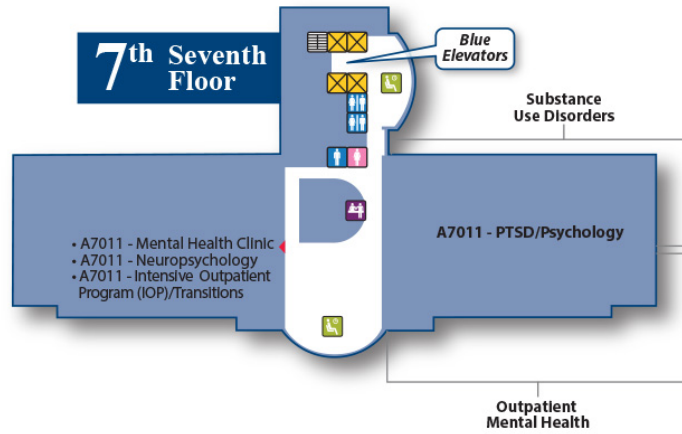 7th Seventh
Floor
Blue
Elevators
Substance
Use Disorders
• A7011 - Mental Health Clinic
• A7011 - Neuropsychology
• A7011 - Intensive Outpatient
Program (IOP)/Transitions
A7011 - PTSD/Psychology
Outpatient
Mental Health